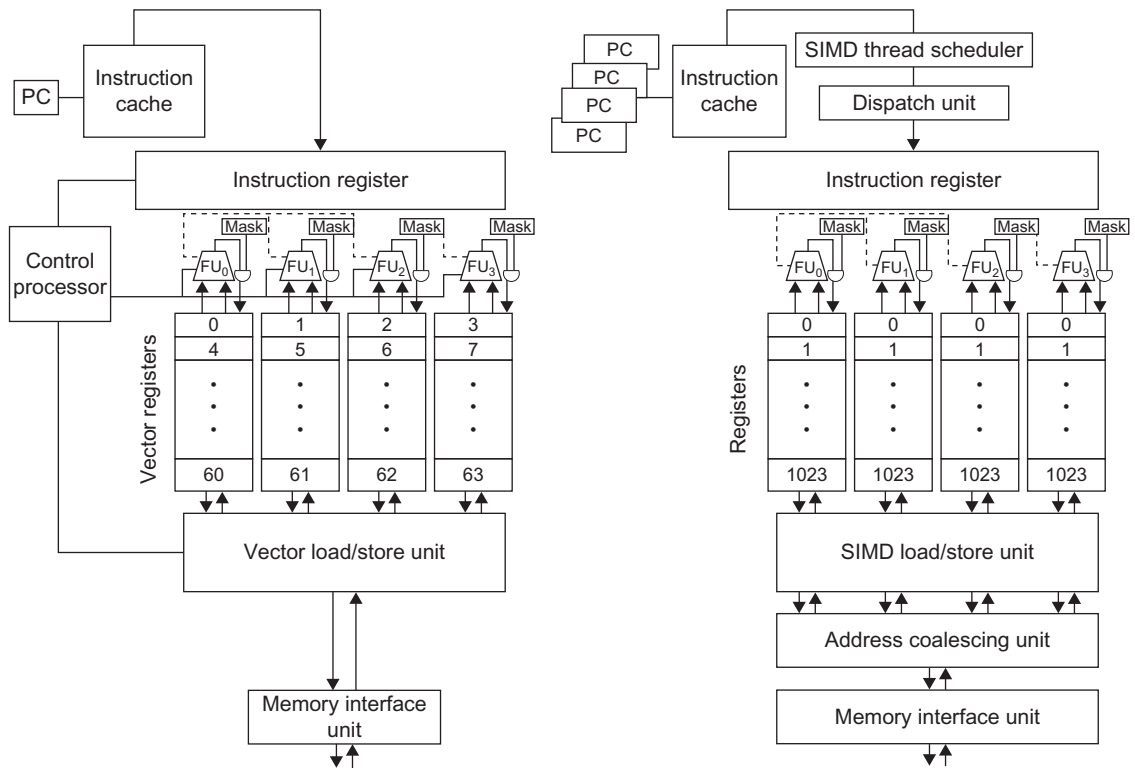 PC
Instruction
cache
Instruction register
Control
processor
Mask
Mask
Mask
Mask
FU0
FU1
FU2
FU3
Vector registers
0
1
2
3
4
5
6
7
60
61
62
63
Vector load/store unit
Memory interface
unit
PC
PC
PC
PC
Instruction
cache
SIMD thread scheduler
Dispatch unit
Instruction register
Mask
Mask
Mask
Mask
FU0
FU1
FU2
FU3
Registers
0
0
0
0
1
1
1
1
1023
1023
1023
1023
SIMD load/store unit
Address coalescing unit
Memory interface unit